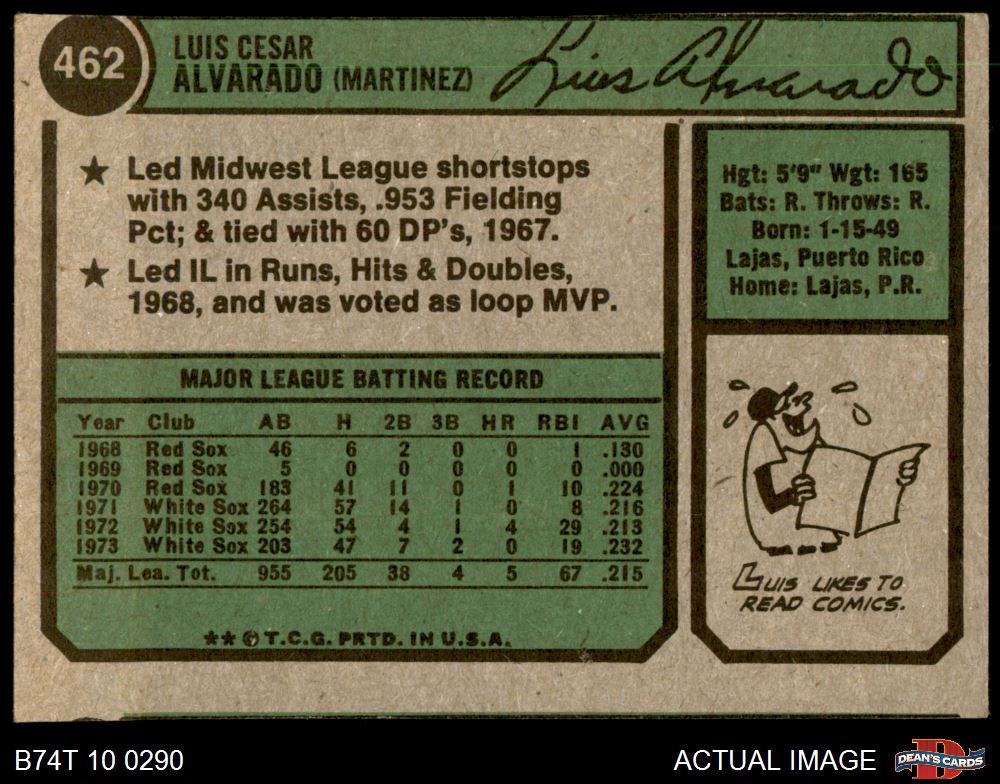 462
LUIS CESAR
ALVARADO (MARTINEZ)
Luis Alvarado
★ Led Midwest League shortstops
with 340 Assists, .953 Fielding
Pct; & tied with 60 DP's, 1967.
★ Led IL in Runs, Hits & Doubles,
1968, and was voted as loop MVP.
Hgt: 5'9" Wgt: 165
Bats: R. Throws: R.
Born: 1-15-49
Lajas, Puerto Rico
Home: Lajas, P.R.
MAJOR LEAGUE BATTING RECORD
Year Club AB H 2B 3B HR RBI AVG
1968 Red Sox 46 6 2 0 0 1 .130
1969 Red Sox 5 0 0 0 0 0 .000
1970 Red Sox 183 41 11 0 1 10 .224
1971 White Sox 264 57 14 1 0 8 .216
1972 White Sox 254 54 4 1 4 29 .213
1973 White Sox 203 47 7 2 0 19 .232
Maj. Lea. Tot. 955 205 38 4 5 67 .215
** © T.C.G. PRTD. IN U.S.A.
LUIS LIKES TO
READ COMICS.
B74T 10 0290
ACTUAL IMAGE
D
DEAN'S CARDS